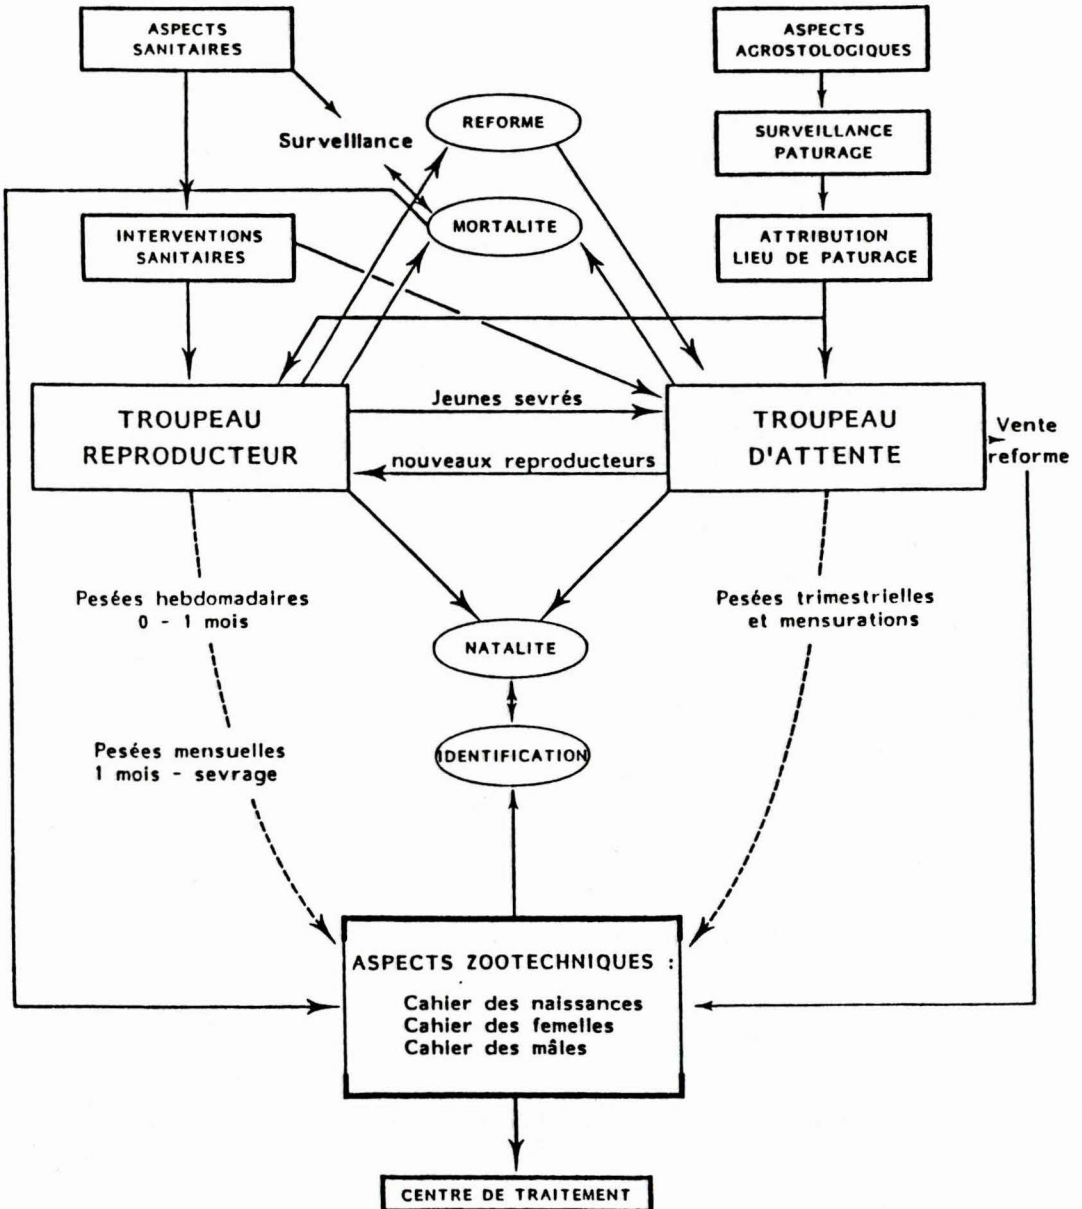 ASPECTS
SANITAIRES
ASPECTS
AGROSTOLOGIQUES
REFORME
Surveillance
SURVEILLANCE
PATURAGE
MORTALITE
INTERVENTIONS
SANITAIRES
ATTRIBUTION
LIEU DE PATURAGE
TROUPEAU
REPRODUCTEUR
Jeunes sevrés
nouveaux reproducteurs
TROUPEAU
D'ATTENTE
Vente
reforme
Pesées hebdomadaires
0 - 1 mois
Pesées trimestrielles
et mensurations
NATALITE
Pesées mensuelles
1 mois - sevrage
IDENTIFICATION
ASPECTS ZOOTECHNIQUES :
Cahier des naissances
Cahier des femelles
Cahier des mâles
CENTRE DE TRAITEMENT